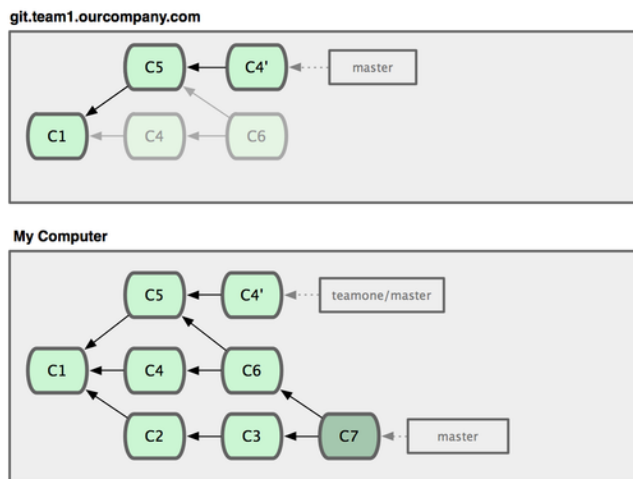 git.team1.ourcompany.com
C5 C4' master
C1 C4 C6
My Computer
C5 C4' teamone/master
C1 C4 C6
C2 C3 C7 master